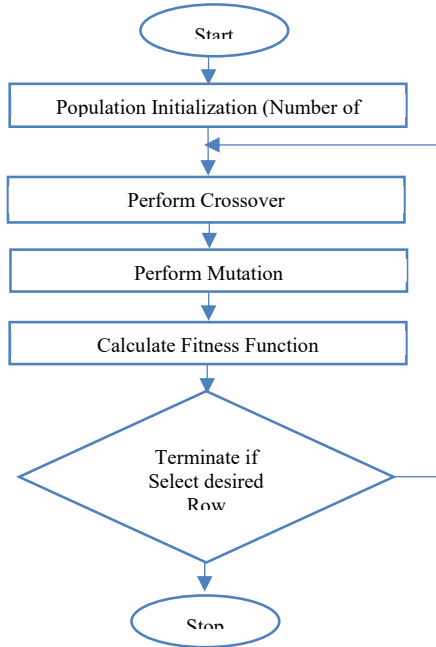 Start
Population Initialization (Number of
Perform Crossover
Perform Mutation
Calculate Fitness Function
Terminate if
Select desired
Row
Stop